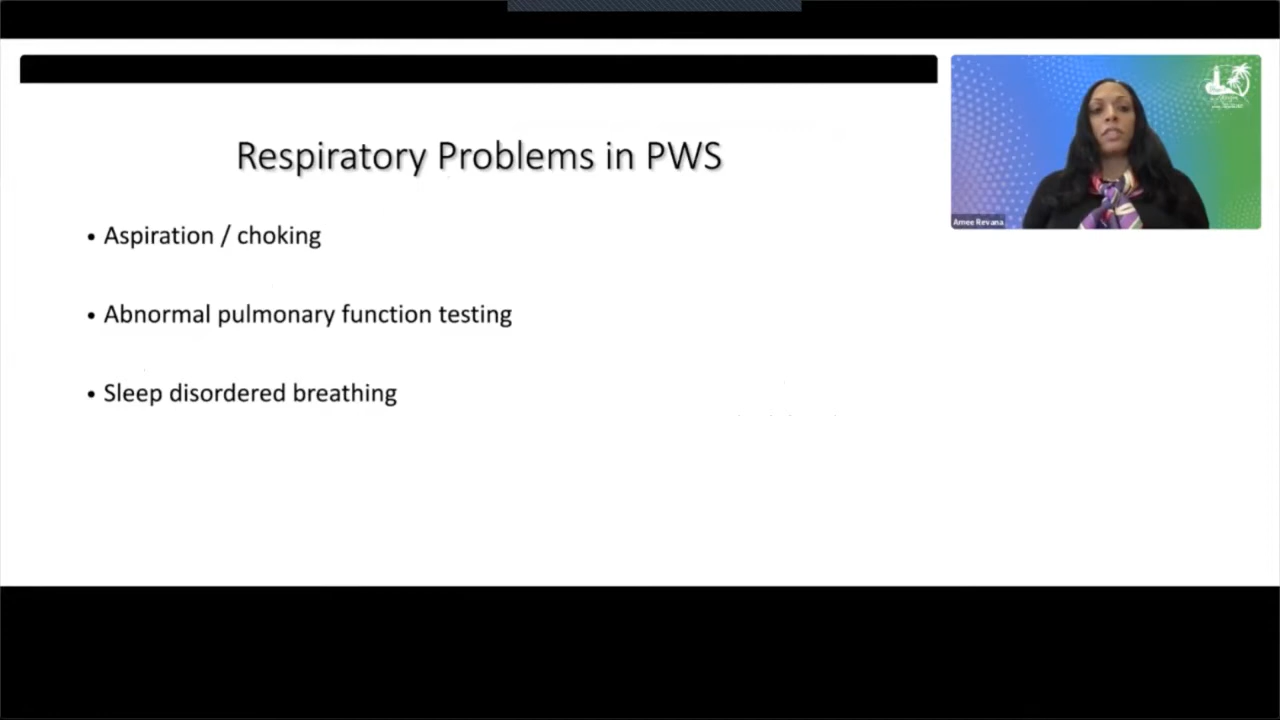 Respiratory Problems in PWS
• Aspiration / choking
• Abnormal pulmonary function testing
• Sleep disordered breathing
Amee Revana